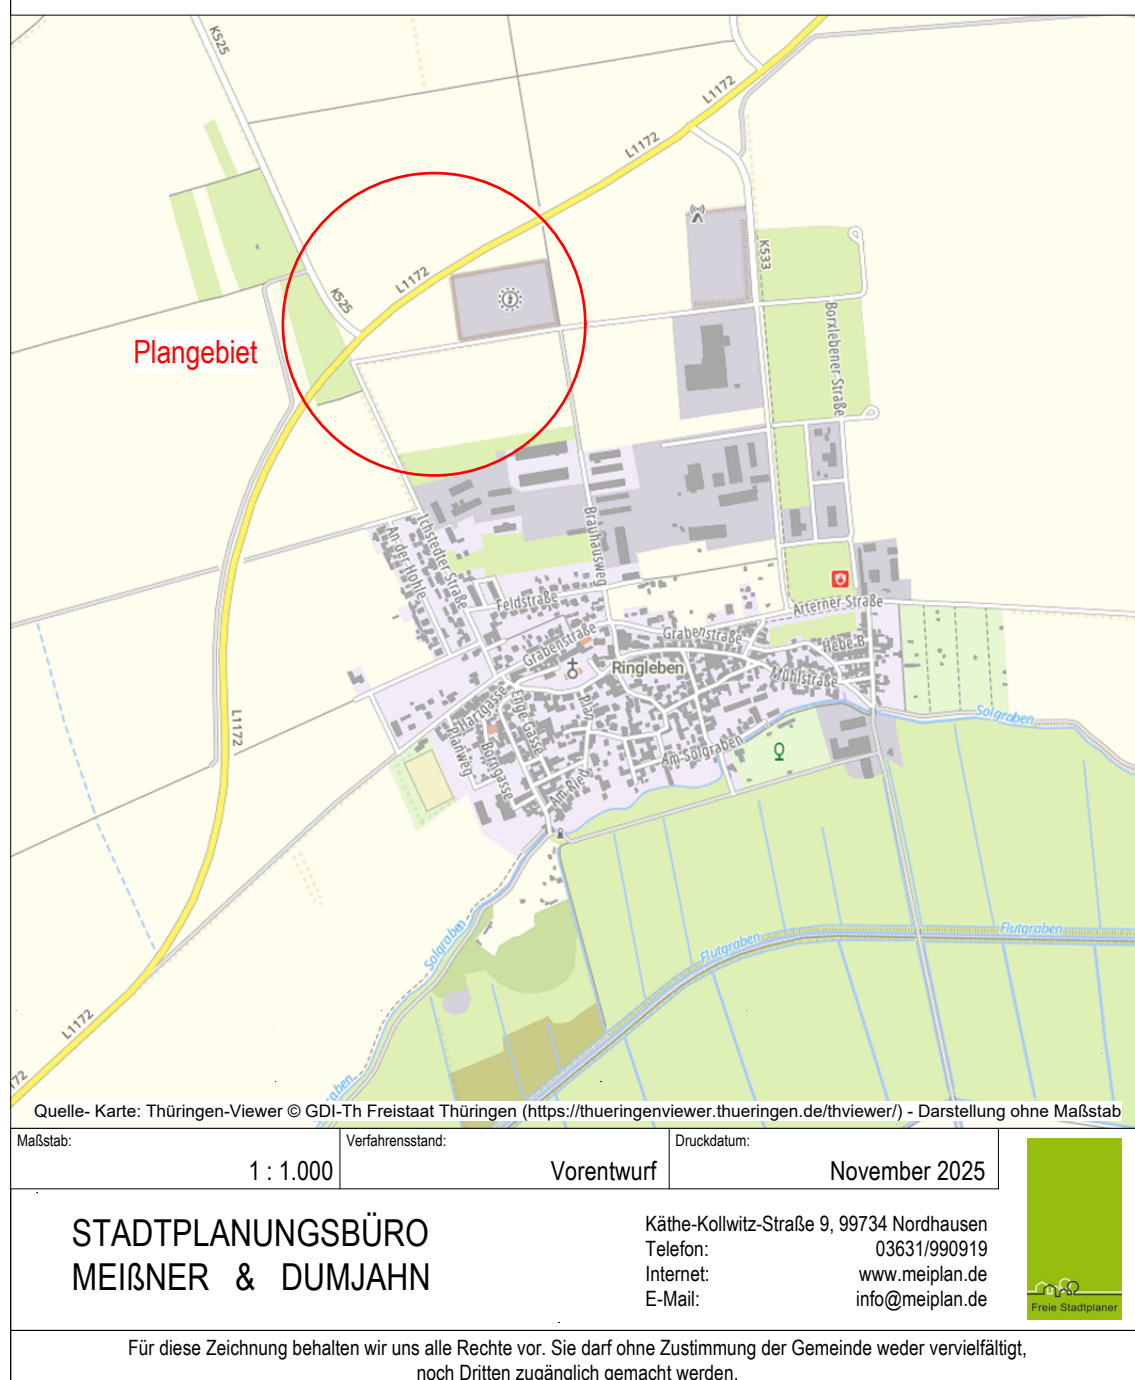 K525
L1172
L1172
K533
K525
L1172
Plangebiet
Borxlebener-Straße
Ichstedter-Straße
An-der-Hohle
Brauhausweg
Feldstraße
Arterner-Straße
Grabenstraße
Grabenstraße
Hebe.B
Ringleben
Mühlstraße
Hartgasse
Enge-Gasse
Plan
Planweg
Borngasse
Am-Solgraben
Am-Ried
Solgraben
L1172
Solgraben
Flutgraben
Flutgraben
L1172
172
raben
Quelle- Karte: Thüringen-Viewer © GDI-Th Freistaat Thüringen (https://thueringenviewer.thueringen.de/thviewer/) - Darstellung ohne Maßstab
Maßstab:
1 : 1.000
Verfahrensstand:
Vorentwurf
Druckdatum:
November 2025
STADTPLANUNGSBÜRO
MEIßNER & DUMJAHN
Käthe-Kollwitz-Straße 9, 99734 Nordhausen
Telefon: 03631/990919
Internet: www.meiplan.de
E-Mail: info@meiplan.de
Freie Stadtplaner
Für diese Zeichnung behalten wir uns alle Rechte vor. Sie darf ohne Zustimmung der Gemeinde weder vervielfältigt,
noch Dritten zugänglich gemacht werden.